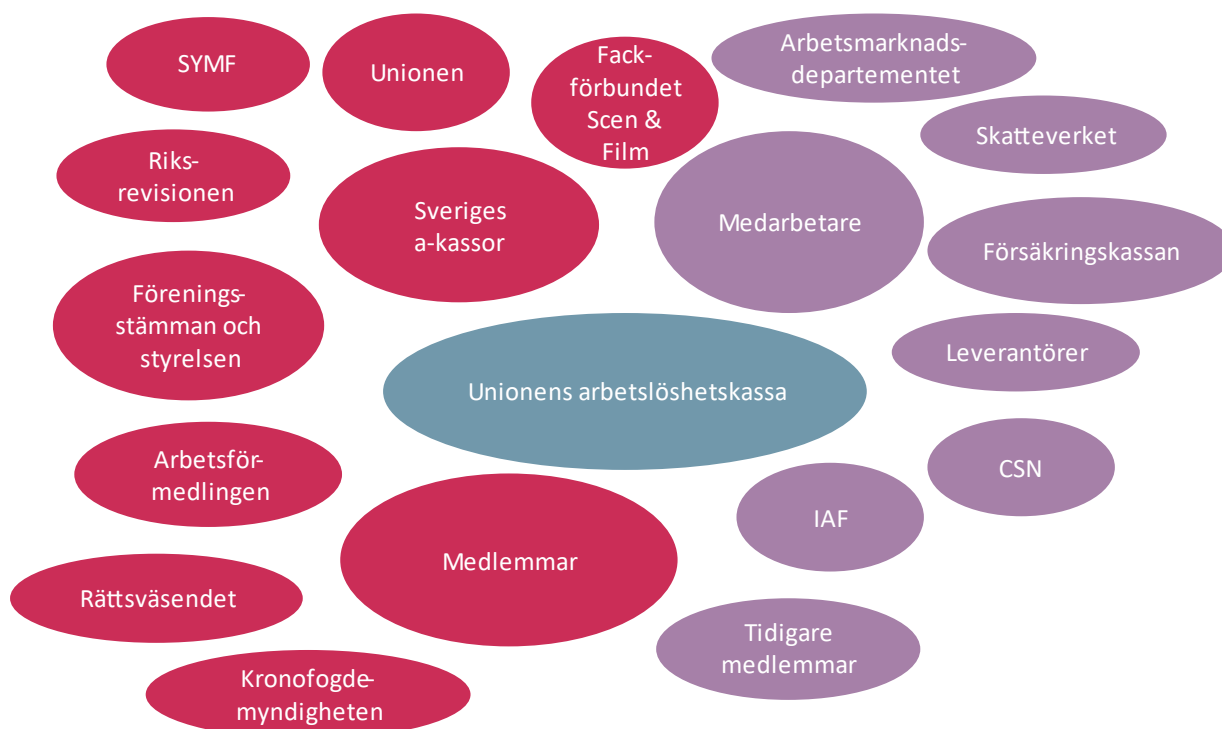 SYMF
Unionen
Fack-
förbundet
Scen &
Film
Arbetsmarknads-
departementet
Skatteverket
Riks-
revisionen
Sveriges
a-kassor
Medarbetare
Försäkringskassan
Förenings-
stämman och
styrelsen
Leverantörer
Unionens arbetslöshetskassa
Arbetsför-
medlingen
CSN
IAF
Medlemmar
Rättsväsendet
Tidigare
medlemmar
Kronofogde-
myndigheten